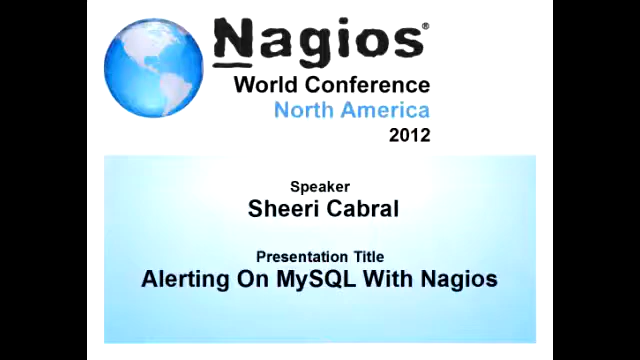 Nagios®
World Conference
North America
2012
Speaker
Sheeri Cabral
Presentation Title
Alerting On MySQL With Nagios